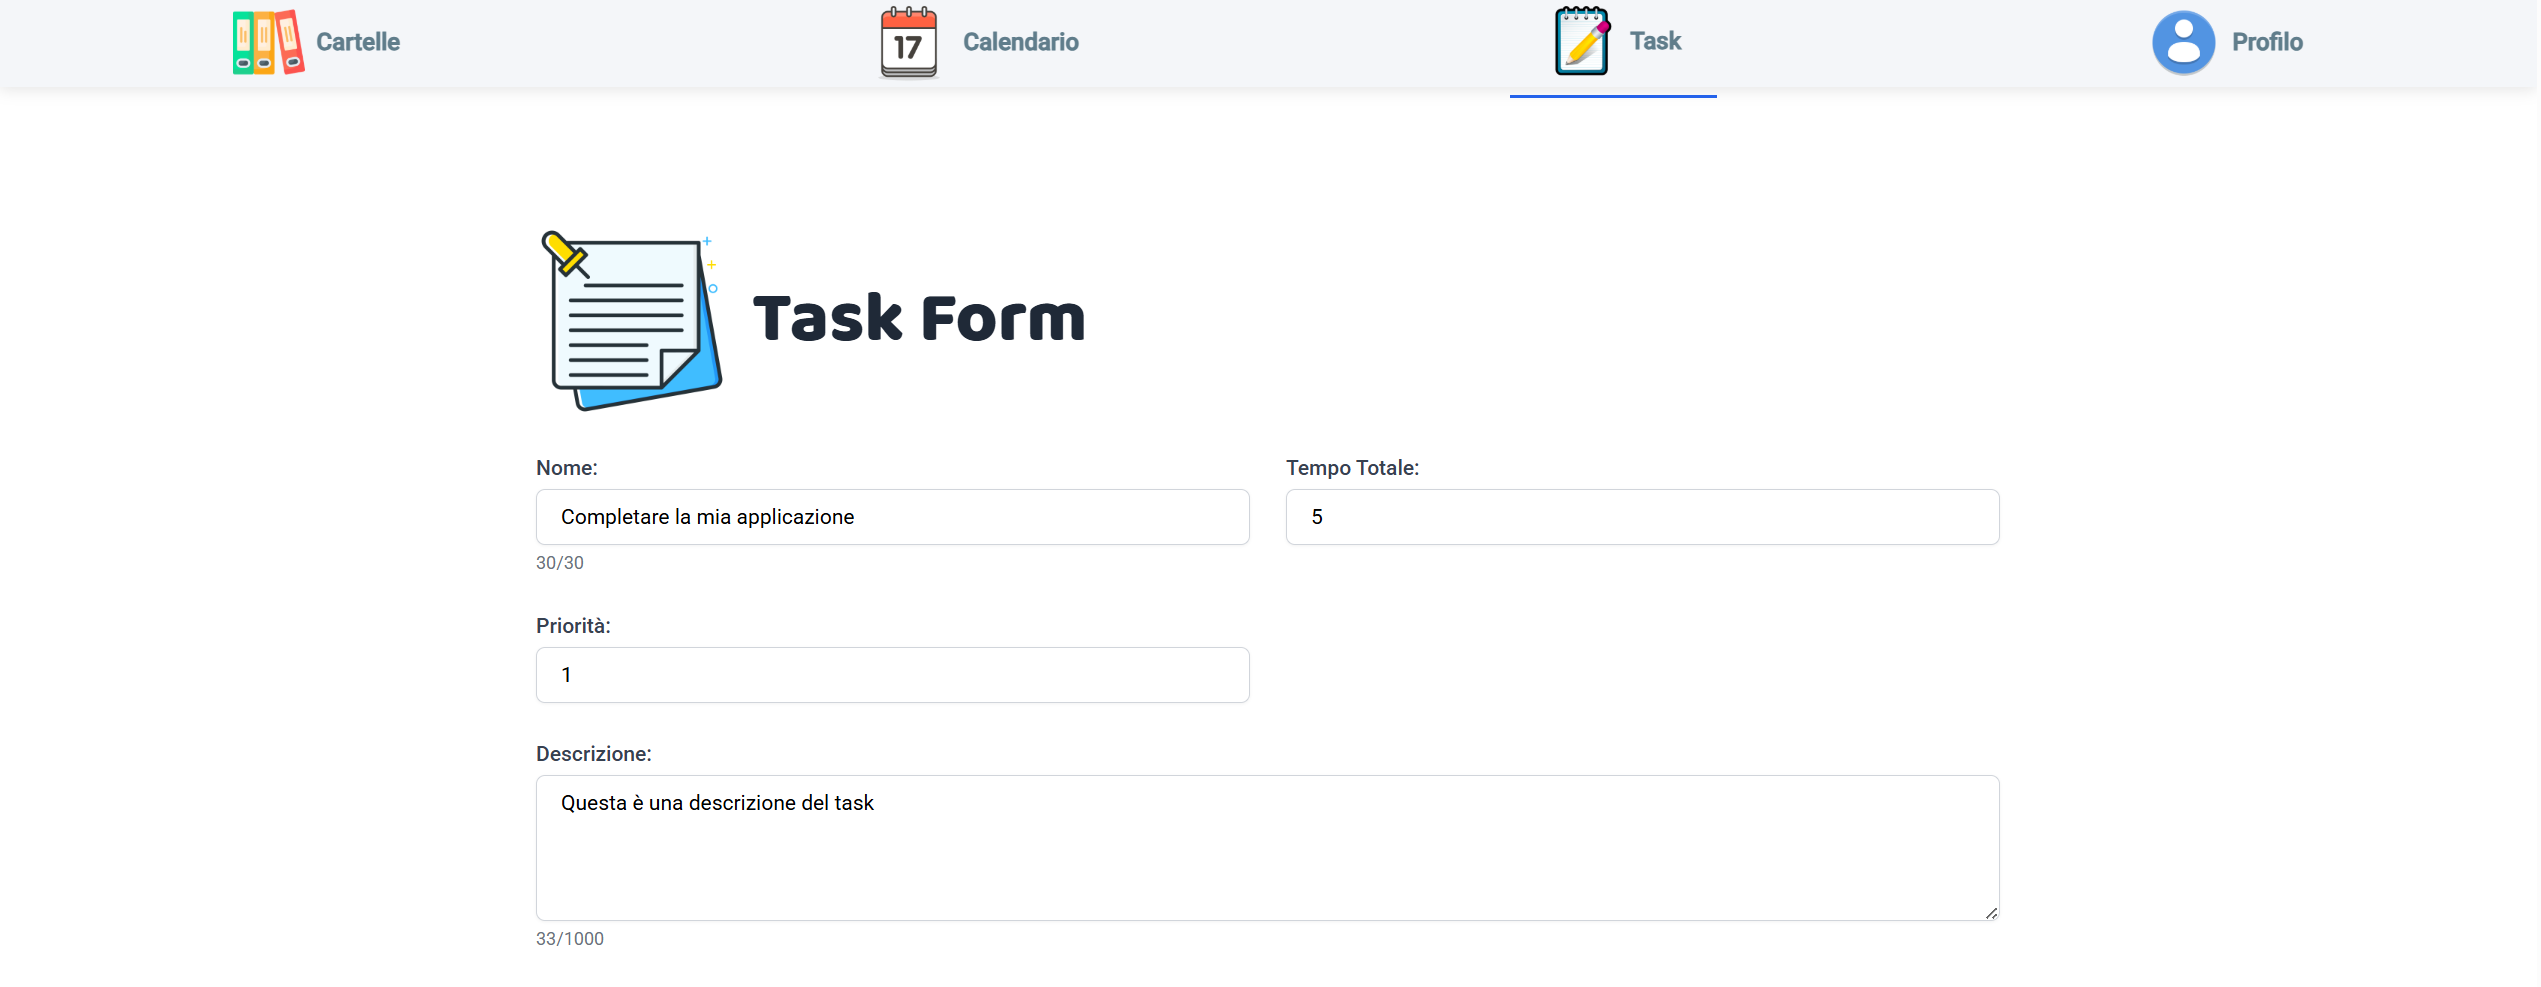 Cartelle
17
Calendario
Task
Profilo
Task Form
Nome:
Tempo Totale:
Completare la mia applicazione
5
30/30
Priorità:
1
Descrizione:
Questa è una descrizione del task
33/1000